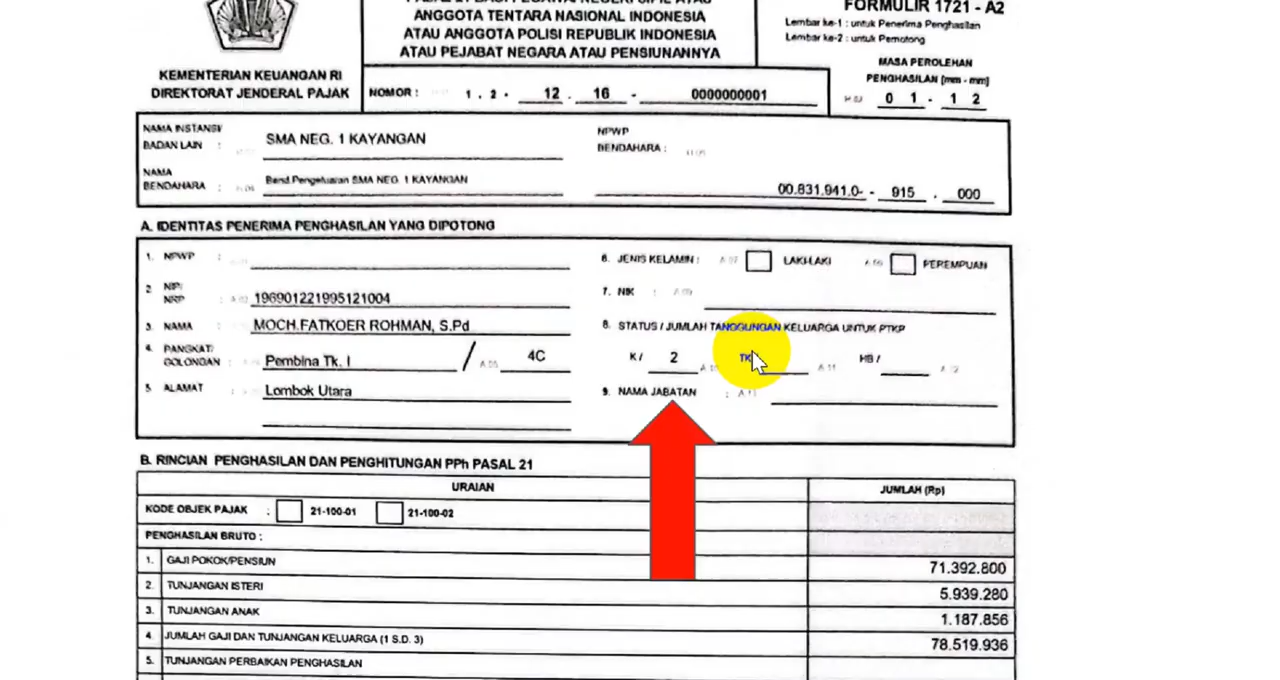 FORMULIR 1721 - A2
ANGGOTA TENTARA NASIONAL INDONESIA
ATAU ANGGOTA POLISI REPUBLIK INDONESIA
ATAU PEJABAT NEGARA ATAU PENSIUNANNYA
Lembar ke-1 : untuk Penerima Penghasilan
Lembar ke-2 : untuk Pemotong
KEMENTERIAN KEUANGAN RI
DIREKTORAT JENDERAL PAJAK
NOMOR : 1 . 2 - 12 . 16 - 0000000001
MASA PEROLEHAN
PENGHASILAN [mm - mm]
0 1 - 1 2
NAMA INSTANSI/
BADAN LAIN : SMA NEG. 1 KAYANGAN
NAMA
BENDAHARA : Bend.Pengeluaran SMA NEG. 1 KAYANGAN
NPWP
BENDAHARA :
00.831.941.0- - 915 . 000
A. IDENTITAS PENERIMA PENGHASILAN YANG DIPOTONG
1. NPWP :
2. NIP/
NRP : 196901221995121004
3. NAMA : MOCH.FATKOER ROHMAN, S.Pd
4. PANGKAT/
GOLONGAN : Pembina Tk. I / 4C
5. ALAMAT : Lombok Utara
6. JENIS KELAMIN : LAKI-LAKI PEREMPUAN
7. NIK :
8. STATUS / JUMLAH TANGGUNGAN KELUARGA UNTUK PTKP
K / 2 TK HB /
9. NAMA JABATAN :
B. RINCIAN PENGHASILAN DAN PENGHITUNGAN PPh PASAL 21
URAIAN JUMLAH (Rp)
KODE OBJEK PAJAK : 21-100-01 21-100-02
PENGHASILAN BRUTO :
1. GAJI POKOK/PENSIUN 71.392.800
2. TUNJANGAN ISTERI 5.939.280
3. TUNJANGAN ANAK 1.187.856
4. JUMLAH GAJI DAN TUNJANGAN KELUARGA (1 S.D. 3) 78.519.936
5. TUNJANGAN PERBAIKAN PENGHASILAN